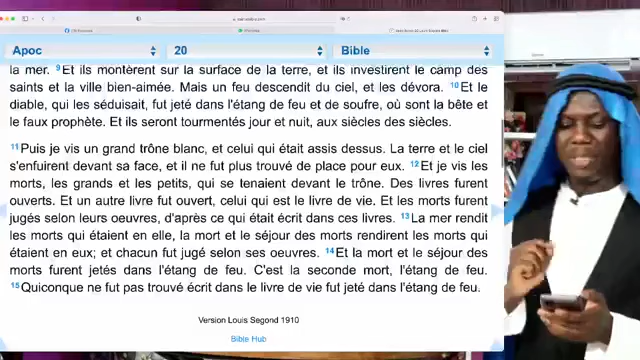 Apoc 20 Bible
la mer. 9 Et ils montèrent sur la surface de la terre, et ils investirent le camp des
saints et la ville bien-aimée. Mais un feu descendit du ciel, et les dévora. 10 Et le
diable, qui les séduisait, fut jeté dans l'étang de feu et de soufre, où sont la bête et
le faux prophète. Et ils seront tourmentés jour et nuit, aux siècles des siècles.
11 Puis je vis un grand trône blanc, et celui qui était assis dessus. La terre et le ciel
s'enfuirent devant sa face, et il ne fut plus trouvé de place pour eux. 12 Et je vis les
morts, les grands et les petits, qui se tenaient devant le trône. Des livres furent
ouverts. Et un autre livre fut ouvert, celui qui est le livre de vie. Et les morts furent
jugés selon leurs oeuvres, d'après ce qui était écrit dans ces livres. 13 La mer rendit
les morts qui étaient en elle, la mort et le séjour des morts rendirent les morts qui
étaient en eux; et chacun fut jugé selon ses oeuvres. 14 Et la mort et le séjour des
morts furent jetés dans l'étang de feu. C'est la seconde mort, l'étang de feu.
15 Quiconque ne fut pas trouvé écrit dans le livre de vie fut jeté dans l'étang de feu.
Version Louis Segond 1910
Bible Hub